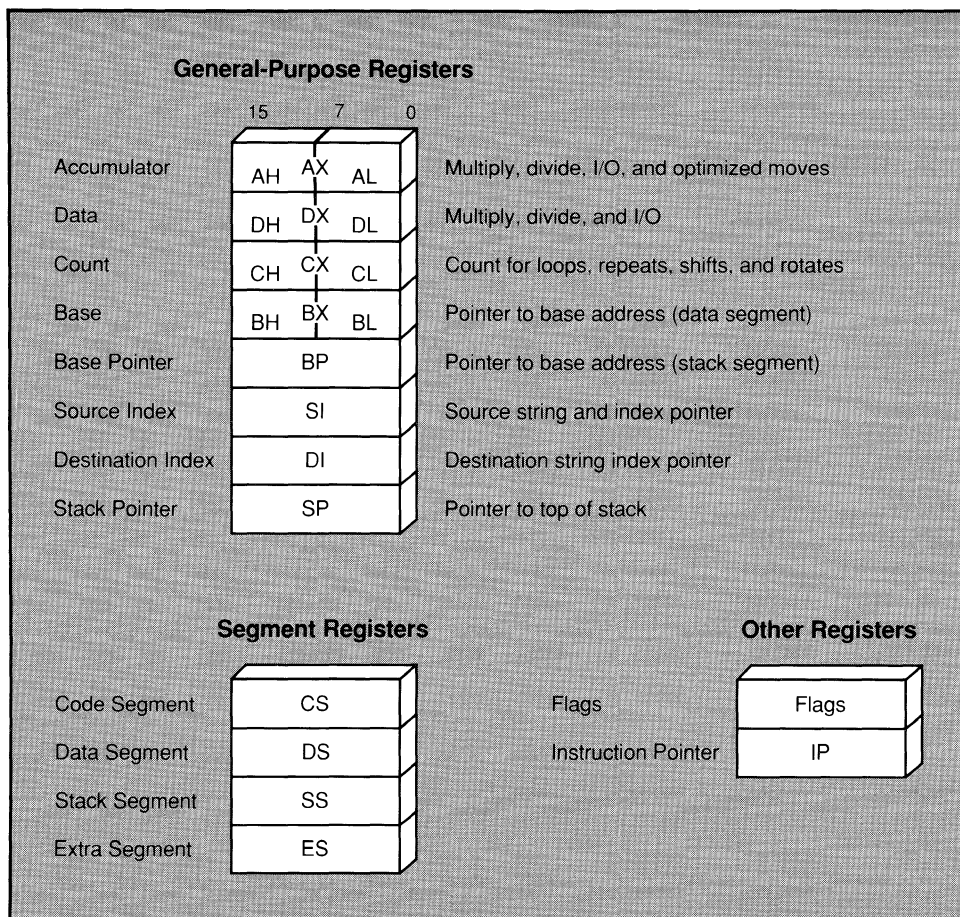 General-Purpose Registers
15 7 0
Accumulator AH AX AL Multiply, divide, I/O, and optimized moves
Data DH DX DL Multiply, divide, and I/O
Count CH CX CL Count for loops, repeats, shifts, and rotates
Base BH BX BL Pointer to base address (data segment)
Base Pointer BP Pointer to base address (stack segment)
Source Index SI Source string and index pointer
Destination Index DI Destination string index pointer
Stack Pointer SP Pointer to top of stack
Segment Registers
Code Segment CS
Data Segment DS
Stack Segment SS
Extra Segment ES
Other Registers
Flags Flags
Instruction Pointer IP